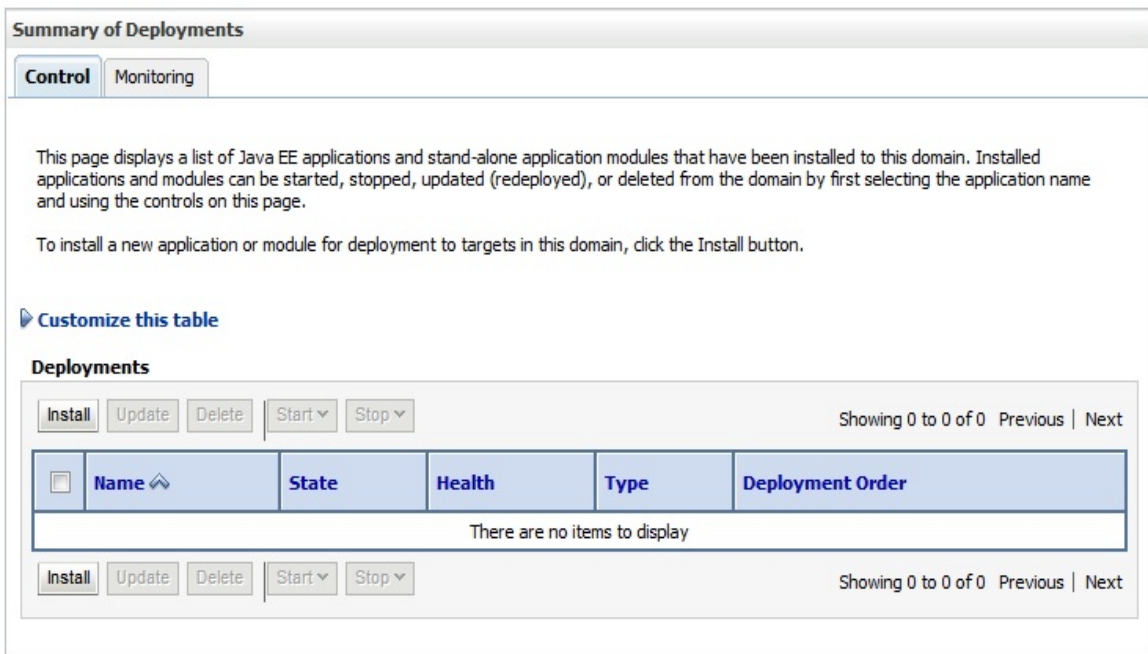 Summary of Deployments
Control Monitoring
This page displays a list of Java EE applications and stand-alone application modules that have been installed to this domain. Installed
applications and modules can be started, stopped, updated (redeployed), or deleted from the domain by first selecting the application name
and using the controls on this page.
To install a new application or module for deployment to targets in this domain, click the Install button.
Customize this table
Deployments
Install Update Delete Start Stop Showing 0 to 0 of 0 Previous | Next
Name State Health Type Deployment Order
There are no items to display
Install Update Delete Start Stop Showing 0 to 0 of 0 Previous | Next